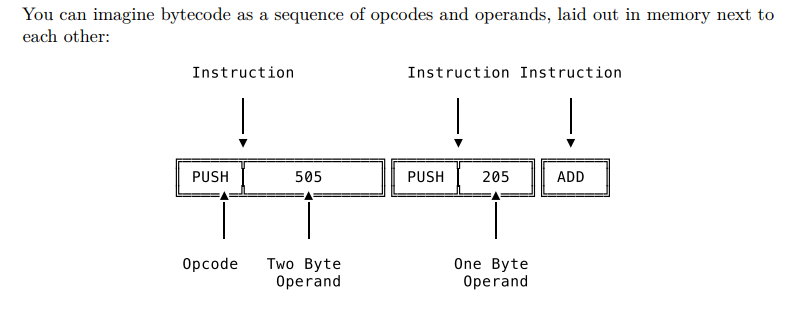 You can imagine bytecode as a sequence of opcodes and operands, laid out in memory next to
each other:
Instruction Instruction Instruction
PUSH 505 PUSH 205 ADD
Opcode Two Byte One Byte
Operand Operand